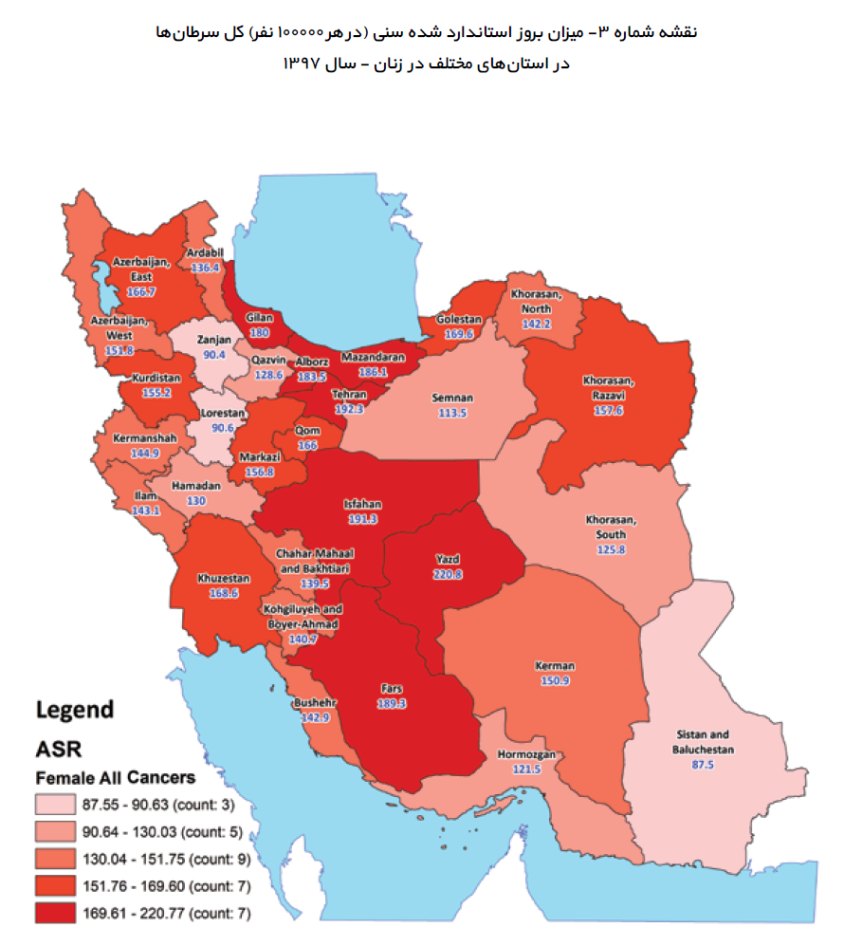 نقشه شماره ۳- میزان بروز استاندارد شده سنی (در هر ۱۰۰۰۰۰ نفر) کل سرطان‌ها
در استان‌های مختلف در زنان - سال ۱۳۹۷
Ardabil
136.4
Azerbaijan,
East
166.7
Khorasan,
North
142.2
Gilan
180
Golestan
169.6
Azerbaijan,
West
151.8
Zanjan
90.4
Qazvin
128.6
Alborz
183.5
Mazandaran
186.1
Kurdistan
155.2
Tehran
192.3
Semnan
113.5
Khorasan,
Razavi
157.6
Lorestan
90.6
Kermanshah
144.9
Qom
166
Markazi
156.8
Hamadan
130
Ilam
143.1
Isfahan
191.3
Khorasan,
South
125.8
Chahar Mahaal
and Bakhtiari
139.5
Yazd
220.8
Khuzestan
168.6
Kohgiluyeh and
Boyer-Ahmad
140.7
Kerman
150.9
Fars
189.3
Bushehr
142.9
Sistan and
Baluchestan
87.5
Hormozgan
121.5
Legend
ASR
Female All Cancers
87.55 - 90.63 (count: 3)
90.64 - 130.03 (count: 5)
130.04 - 151.75 (count: 9)
151.76 - 169.60 (count: 7)
169.61 - 220.77 (count: 7)